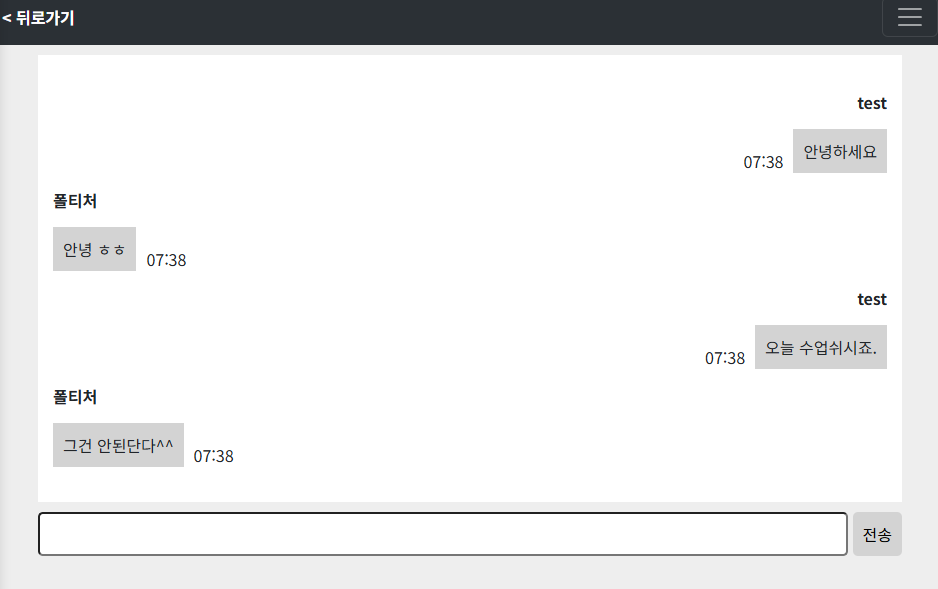 < 뒤로가기
test
07:38 안녕하세요
폴티처
안녕 ㅎㅎ 07:38
test
07:38 오늘 수업쉬시죠.
폴티처
그건 안된단다^^ 07:38
전송